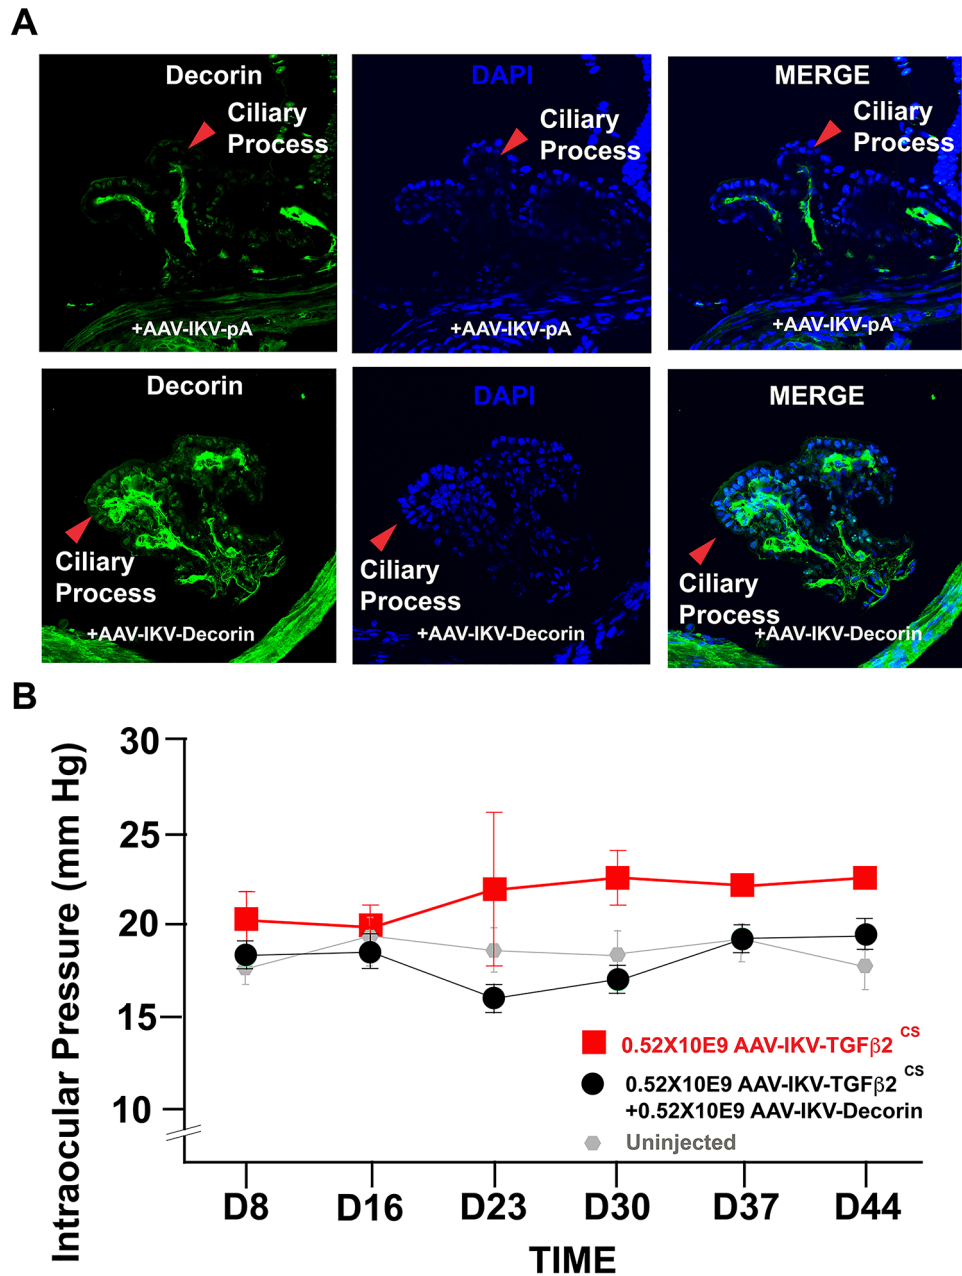 A
Decorin
Ciliary
Process
+AAV-IKV-pA
DAPI
Ciliary
Process
+AAV-IKV-pA
MERGE
Ciliary
Process
+AAV-IKV-pA
Decorin
Ciliary
Process
+AAV-IKV-Decorin
DAPI
Ciliary
Process
+AAV-IKV-Decorin
MERGE
Ciliary
Process
+AAV-IKV-Decorin
B
Intraocular Pressure (mm Hg)
30
25
20
15
10
0.52X10E9 AAV-IKV-TGFβ2 CS
0.52X10E9 AAV-IKV-TGFβ2 CS
+0.52X10E9 AAV-IKV-Decorin
Uninjected
D8 D16 D23 D30 D37 D44
TIME